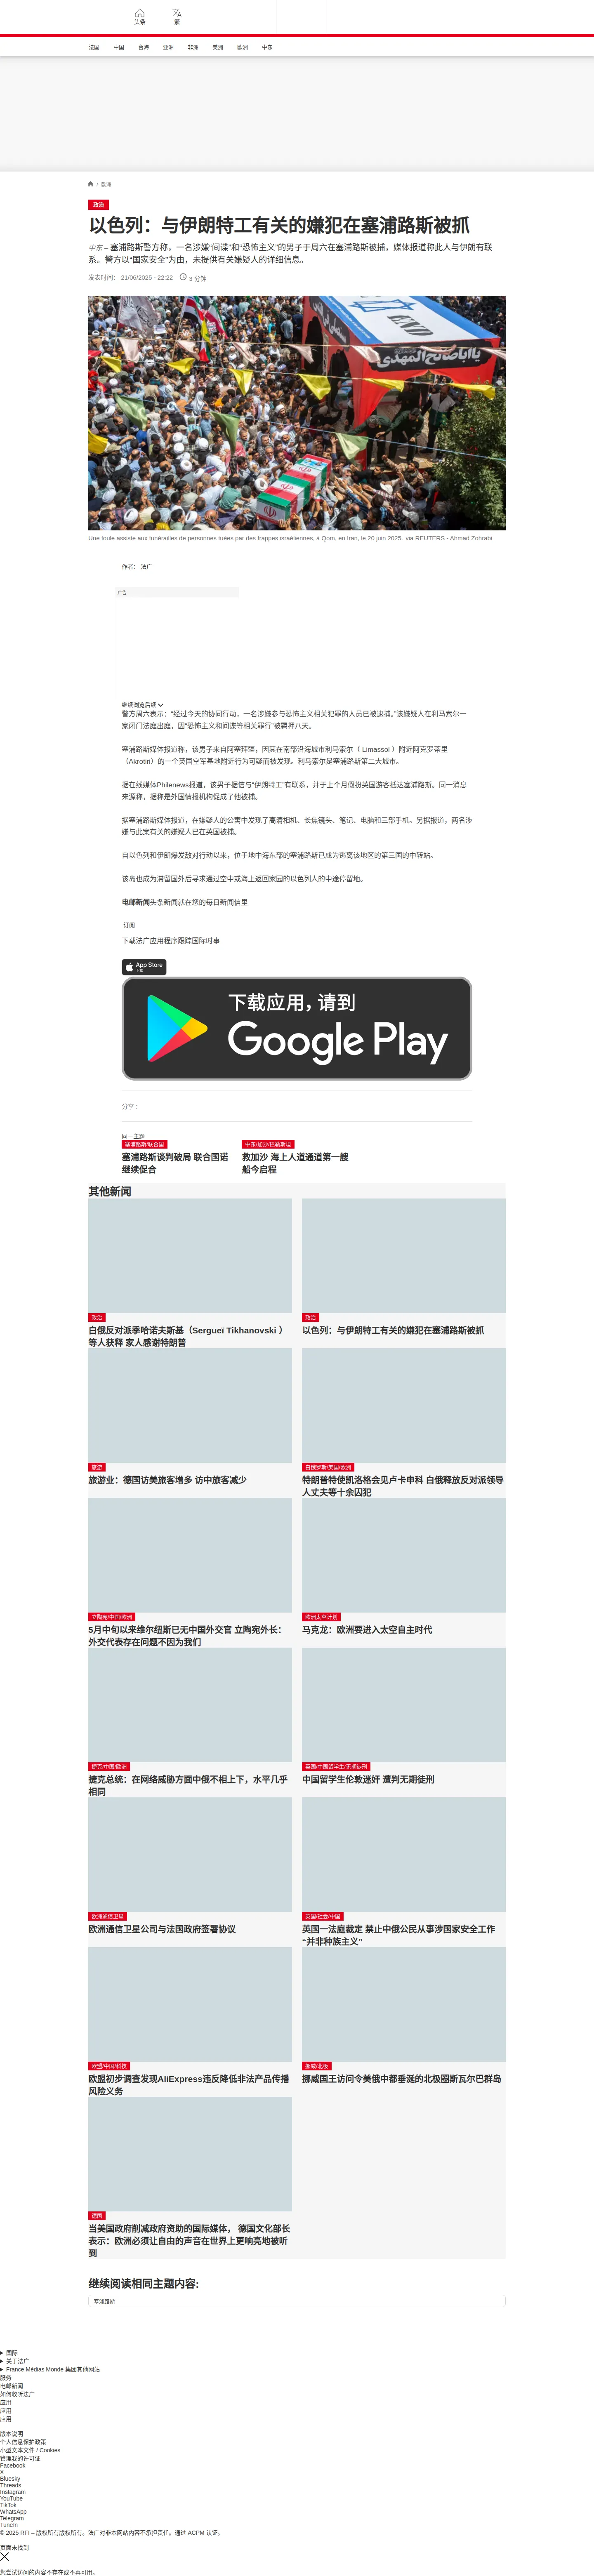 头条
繁
法国
中国
台海
亚洲
非洲
美洲
欧洲
中东
/ 欧洲
政治
以色列：与伊朗特工有关的嫌犯在塞浦路斯被抓
中东 – 塞浦路斯警方称，一名涉嫌“间谍”和“恐怖主义”的男子于周六在塞浦路斯被捕，媒体报道称此人与伊朗有联
系。警方以“国家安全”为由，未提供有关嫌疑人的详细信息。
发表时间： 21/06/2025 - 22:22
3 分钟
END
Une foule assiste aux funérailles de personnes tuées par des frappes israéliennes, à Qom, en Iran, le 20 juin 2025. via REUTERS - Ahmad Zohrabi
作者： 法广
广告
继续浏览后续
警方周六表示：“经过今天的协同行动，一名涉嫌参与恐怖主义相关犯罪的人员已被逮捕。”该嫌疑人在利马索尔一
家闭门法庭出庭，因“恐怖主义和间谍等相关罪行”被羁押八天。
塞浦路斯媒体报道称，该男子来自阿塞拜疆，因其在南部沿海城市利马索尔（ Limassol ）附近阿克罗蒂里
（Akrotiri）的一个英国空军基地附近行为可疑而被发现。利马索尔是塞浦路斯第二大城市。
据在线媒体Philenews报道，该男子据信与“伊朗特工”有联系，并于上个月假扮英国游客抵达塞浦路斯。同一消息
来源称，据称是外国情报机构促成了他被捕。
据塞浦路斯媒体报道，在嫌疑人的公寓中发现了高清相机、长焦镜头、笔记、电脑和三部手机。另据报道，两名涉
嫌与此案有关的嫌疑人已在英国被捕。
自以色列和伊朗爆发敌对行动以来，位于地中海东部的塞浦路斯已成为逃离该地区的第三国的中转站。
该岛也成为滞留国外后寻求通过空中或海上返回家园的以色列人的中途停留地。
电邮新闻头条新闻就在您的每日新闻信里
订阅
下载法广应用程序跟踪国际时事
App Store
下载
下载应用，请到
Google Play
分享 :
同一主题
塞浦路斯/联合国
塞浦路斯谈判破局 联合国诺
继续促合
中东/加沙/巴勒斯坦
救加沙 海上人道通道第一艘
船今启程
其他新闻
政治
白俄反对派季哈诺夫斯基（Sergueï Tikhanovski ）
等人获释 家人感谢特朗普
政治
以色列：与伊朗特工有关的嫌犯在塞浦路斯被抓
旅游
旅游业：德国访美旅客增多 访中旅客减少
白俄罗斯/美国/欧洲
特朗普特使凯洛格会见卢卡申科 白俄释放反对派领导
人丈夫等十余囚犯
立陶宛/中国/欧洲
5月中旬以来维尔纽斯已无中国外交官 立陶宛外长：
外交代表存在问题不因为我们
欧洲太空计划
马克龙：欧洲要进入太空自主时代
捷克/中国/欧洲
捷克总统：在网络威胁方面中俄不相上下，水平几乎
相同
英国/中国留学生/无期徒刑
中国留学生伦敦迷奸 遭判无期徒刑
欧洲通信卫星
欧洲通信卫星公司与法国政府签署协议
英国/社会/中国
英国一法庭裁定 禁止中俄公民从事涉国家安全工作
“并非种族主义”
欧盟/中国/科技
欧盟初步调查发现AliExpress违反降低非法产品传播
风险义务
挪威/北极
挪威国王访问令美俄中都垂涎的北极圈斯瓦尔巴群岛
德国
当美国政府削减政府资助的国际媒体， 德国文化部长
表示：欧洲必须让自由的声音在世界上更响亮地被听
到
继续阅读相同主题内容:
塞浦路斯
国际
关于法广
France Médias Monde 集团其他网站
服务
电邮新闻
如何收听法广
应用
应用
应用
版本说明
个人信息保护政策
小型文本文件 / Cookies
管理我的许可证
Facebook
X
Bluesky
Threads
Instagram
YouTube
TikTok
WhatsApp
Telegram
TuneIn
© 2025 RFI – 版权所有版权所有。法广对非本网站内容不承担责任。通过 ACPM 认证。
页面未找到
您尝试访问的内容不存在或不再可用。